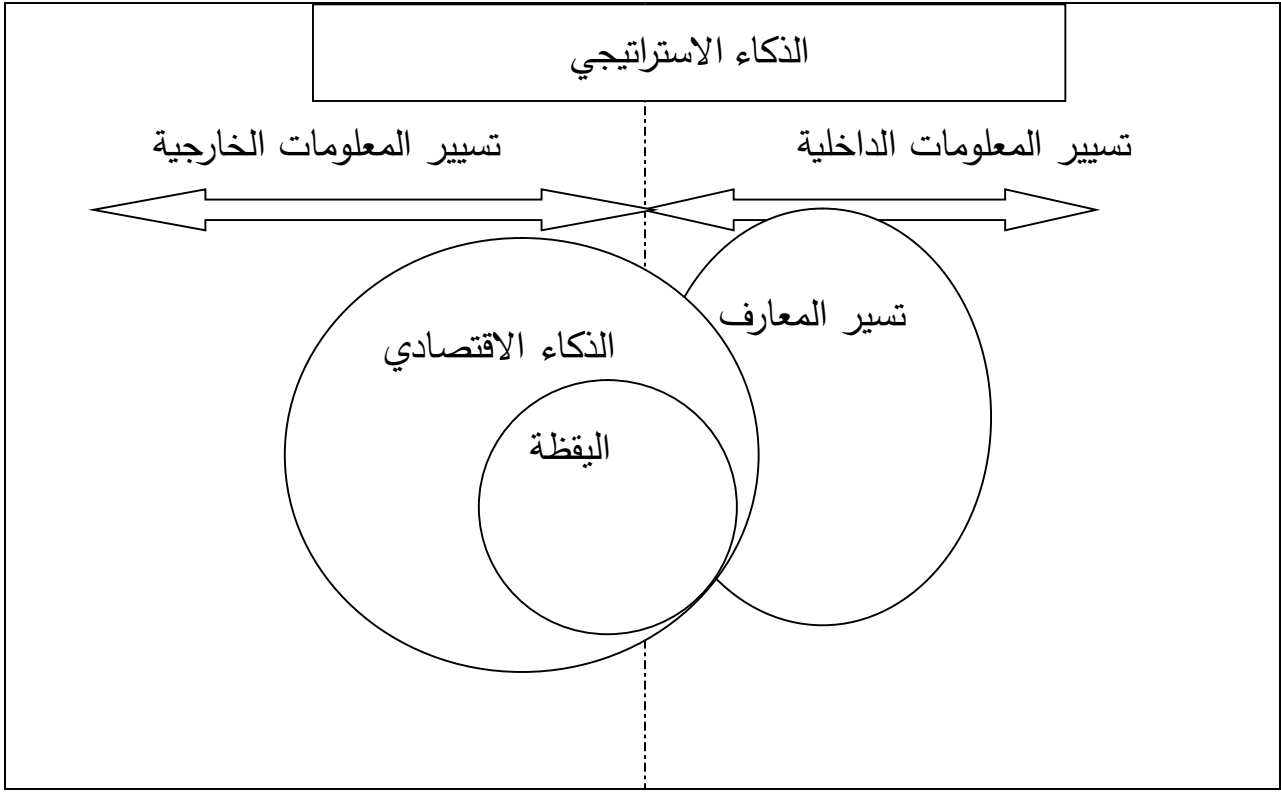 الذكاء الاستراتيجي
تسيير المعلومات الداخلية
تسيير المعلومات الخارجية
تسير المعارف
الذكاء الاقتصادي
اليقظة